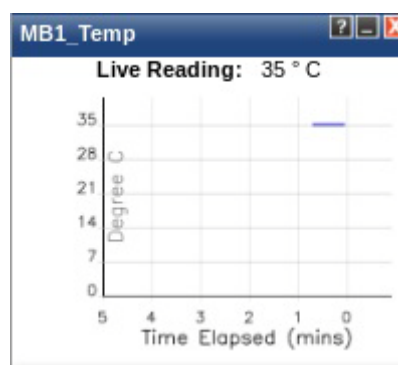 MB1_Temp ? _ X
Live Reading: 35 ° C
35
28
21
14
7
0
Degree C
5 4 3 2 1 0
Time Elapsed (mins)